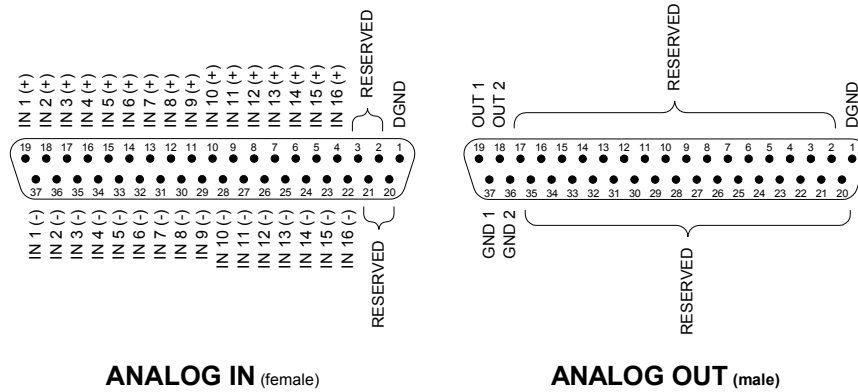 IN 1 (+) IN 2 (+) IN 3 (+) IN 4 (+) IN 5 (+) IN 6 (+) IN 7 (+) IN 8 (+) IN 9 (+) IN 10 (+) IN 11 (+) IN 12 (+) IN 13 (+) IN 14 (+) IN 15 (+) IN 16 (+) RESERVED DGND
19 18 17 16 15 14 13 12 11 10 9 8 7 6 5 4 3 2 1
37 36 35 34 33 32 31 30 29 28 27 26 25 24 23 22 21 20
IN 1 (-) IN 2 (-) IN 3 (-) IN 4 (-) IN 5 (-) IN 6 (-) IN 7 (-) IN 8 (-) IN 9 (-) IN 10 (-) IN 11 (-) IN 12 (-) IN 13 (-) IN 14 (-) IN 15 (-) IN 16 (-) RESERVED
ANALOG IN (female)
OUT 1 OUT 2 RESERVED DGND
19 18 17 16 15 14 13 12 11 10 9 8 7 6 5 4 3 2 1
37 36 35 34 33 32 31 30 29 28 27 26 25 24 23 22 21 20
GND 1 GND 2 RESERVED
ANALOG OUT (male)